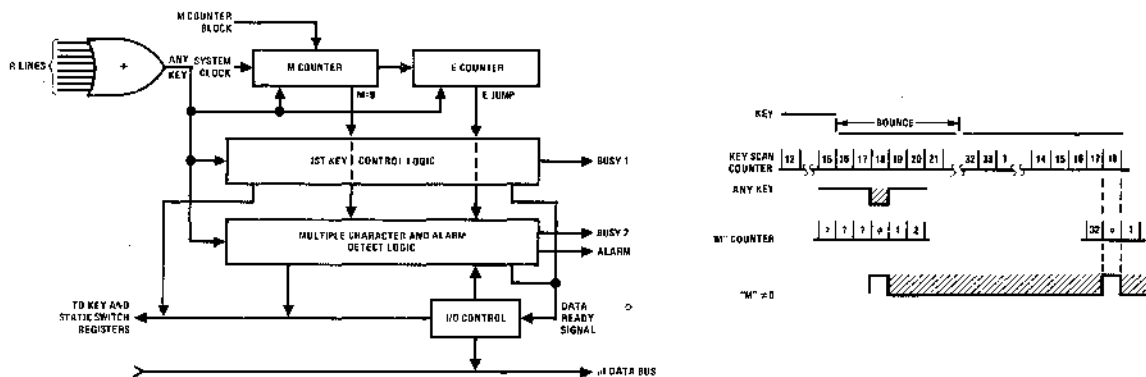 M COUNTER
BLOCK
R LINES
+
ANY
KEY
SYSTEM
CLOCK
M COUNTER
E COUNTER
M=0
E JUMP
1ST KEY CONTROL LOGIC
BUSY 1
MULTIPLE CHARACTER AND ALARM
DETECT LOGIC
BUSY 2
ALARM
TO KEY AND
STATIC SWITCH
REGISTERS
I/O CONTROL
DATA
READY
SIGNAL
DATA BUS
KEY
BOUNCE
KEY SCAN
COUNTER
12 15 16 17 18 19 20 21 32 33 1 14 15 16 17 18
ANY KEY
"M" COUNTER
? ? ? 1 2 32 1
"M" ≠ 0